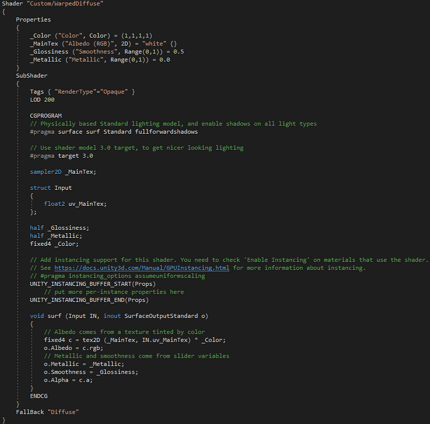 Shader "Custom/WarpedDiffuse"
{
Properties
{
_Color ("Color", Color) = (1,1,1,1)
_MainTex ("Albedo (RGB)", 2D) = "white" {}
_Glossiness ("Smoothness", Range(0,1)) = 0.5
_Metallic ("Metallic", Range(0,1)) = 0.0
}
SubShader
{
Tags { "RenderType"="Opaque" }
LOD 200
CGPROGRAM
// Physically based Standard lighting model, and enable shadows on all light types
#pragma surface surf Standard fullforwardshadows
// Use shader model 3.0 target, to get nicer looking lighting
#pragma target 3.0
sampler2D _MainTex;
struct Input
{
float2 uv_MainTex;
};
half _Glossiness;
half _Metallic;
fixed4 _Color;
// Add instancing support for this shader. You need to check 'Enable Instancing' on materials that use the shader.
// See https://docs.unity3d.com/Manual/GPUInstancing.html for more information about instancing.
// #pragma instancing_options assumeuniformscaling
UNITY_INSTANCING_BUFFER_START(Props)
// put more per-instance properties here
UNITY_INSTANCING_BUFFER_END(Props)
void surf (Input IN, inout SurfaceOutputStandard o)
{
// Albedo comes from a texture tinted by color
fixed4 c = tex2D (_MainTex, IN.uv_MainTex) * _Color;
o.Albedo = c.rgb;
// Metallic and smoothness come from slider variables
o.Metallic = _Metallic;
o.Smoothness = _Glossiness;
o.Alpha = c.a;
}
ENDCG
}
FallBack "Diffuse"
}